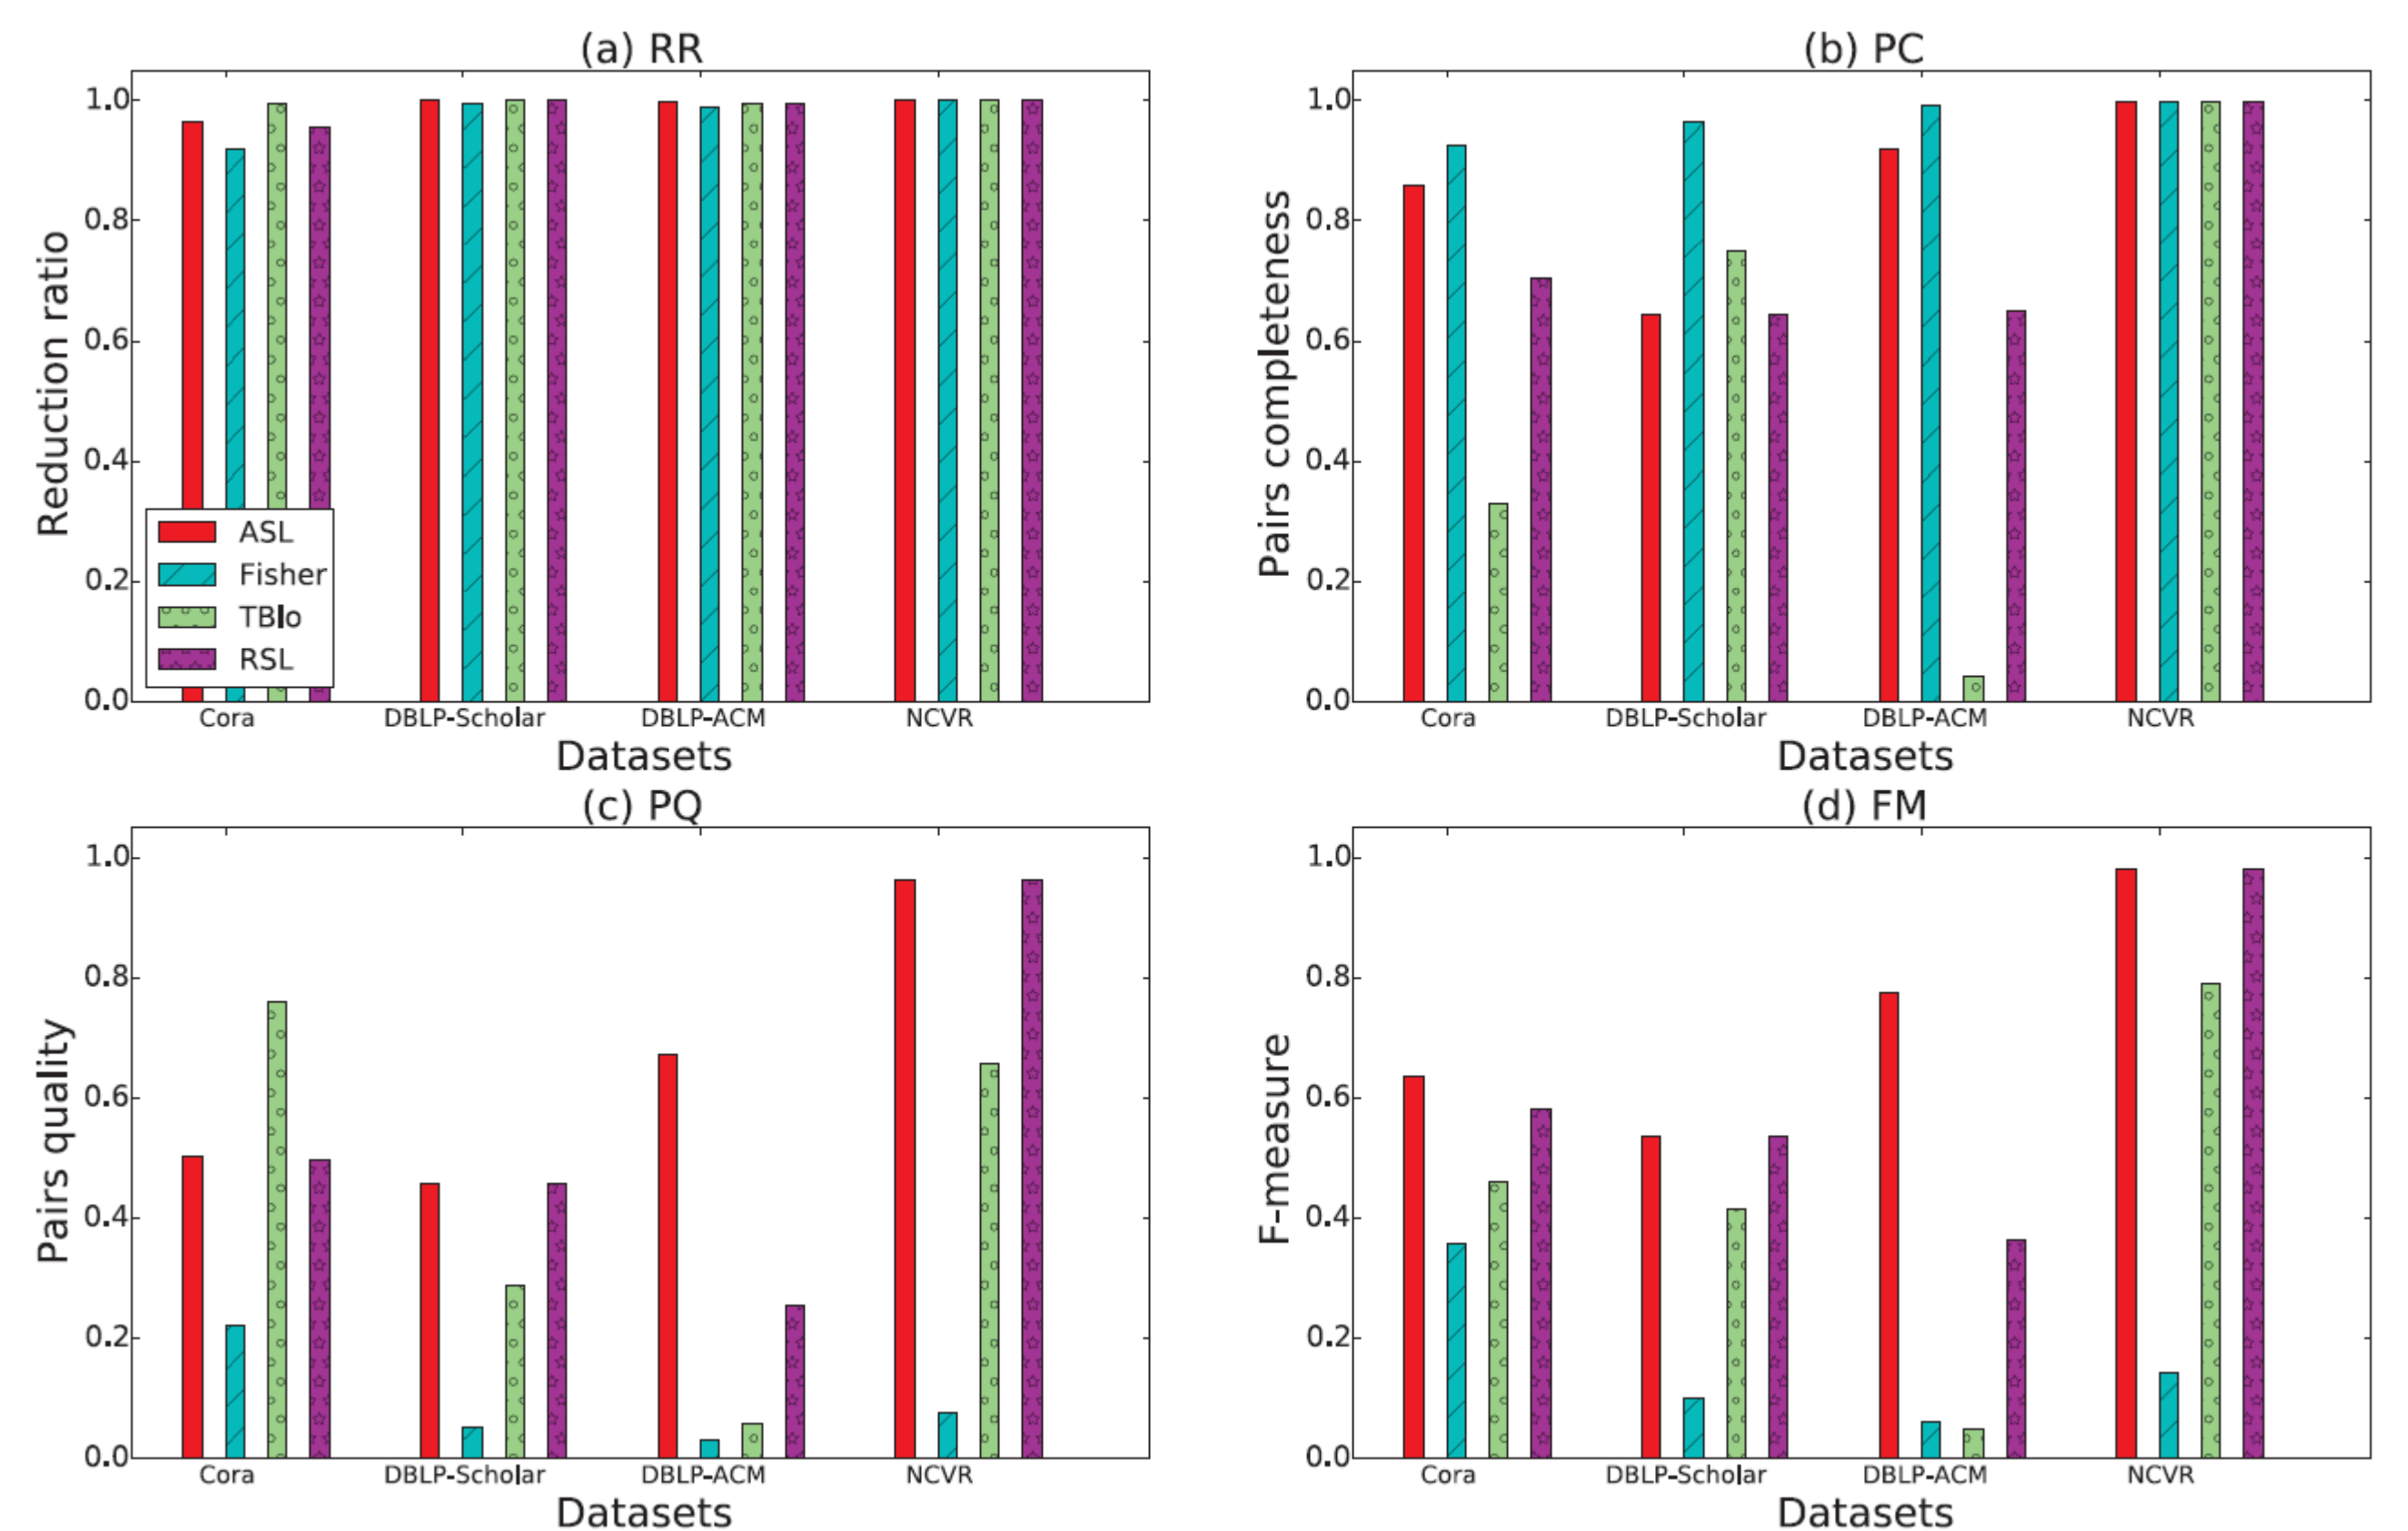 (a) RR
Reduction ratio
1.0
0.8
0.6
0.4
0.2
0.0
ASL
Fisher
TBlo
RSL
Cora DBLP-Scholar DBLP-ACM NCVR
Datasets
(b) PC
Pairs completeness
1.0
0.8
0.6
0.4
0.2
0.0
Cora DBLP-Scholar DBLP-ACM NCVR
Datasets
(c) PQ
Pairs quality
1.0
0.8
0.6
0.4
0.2
0.0
Cora DBLP-Scholar DBLP-ACM NCVR
Datasets
(d) FM
F-measure
1.0
0.8
0.6
0.4
0.2
0.0
Cora DBLP-Scholar DBLP-ACM NCVR
Datasets